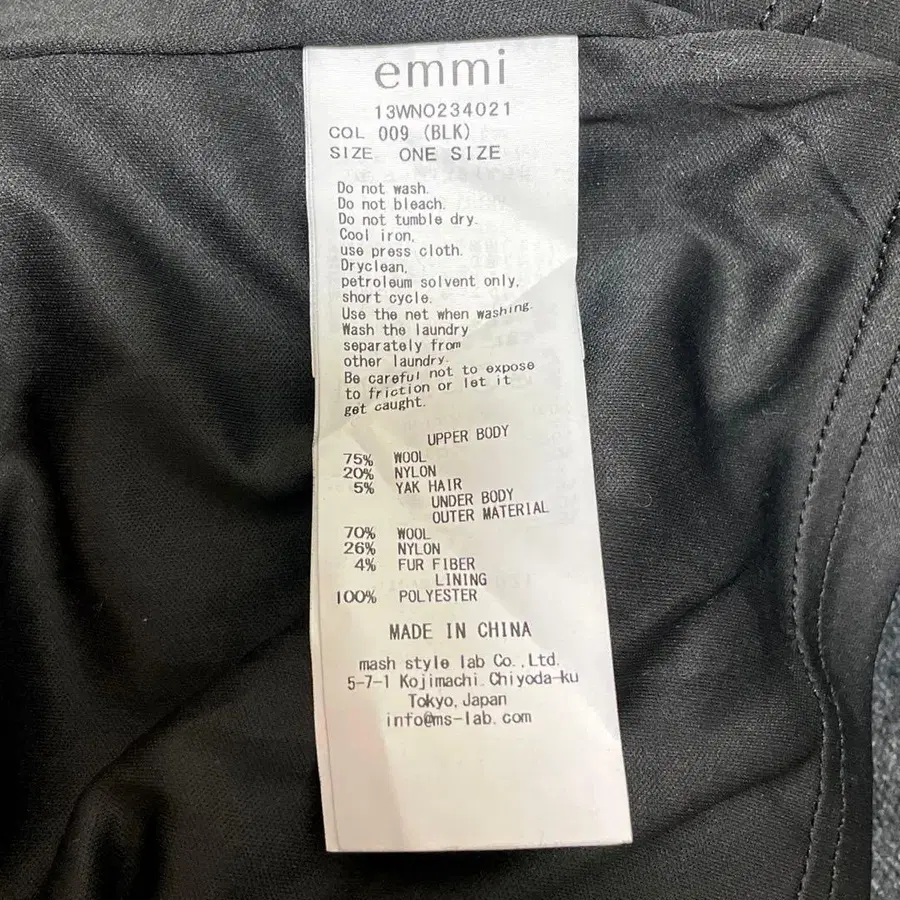 emmi
13WNO234021
COL 009 (BLK)
SIZE ONE SIZE
Do not wash.
Do not bleach.
Do not tumble dry.
Cool iron,
use press cloth.
Dryclean,
petroleum solvent only,
short cycle.
Use the net when washing.
Wash the laundry
separately from
other laundry.
Be careful not to expose
to friction or let it
get caught.
UPPER BODY
75% WOOL
20% NYLON
5% YAK HAIR
UNDER BODY
OUTER MATERIAL
70% WOOL
26% NYLON
4% FUR FIBER
LINING
100% POLYESTER
MADE IN CHINA
mash style lab Co.,Ltd.
5-7-1 Kojimachi.Chiyoda-ku
Tokyo,Japan
info@ms-lab.com